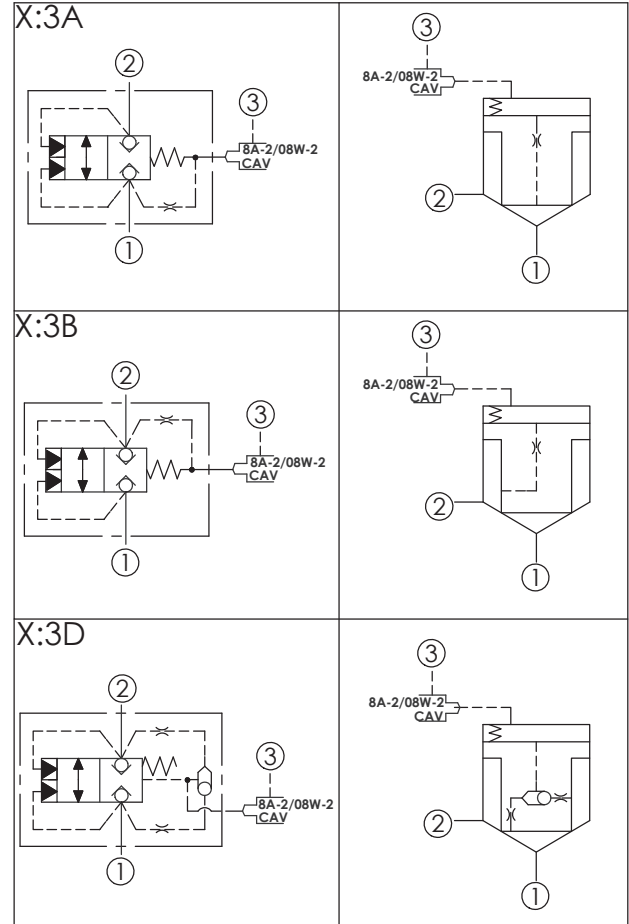 X:3A
②
③
8A-2/08W-2
CAV
①
③
8A-2/08W-2
CAV
②
①
X:3B
②
③
8A-2/08W-2
CAV
①
③
8A-2/08W-2
CAV
②
①
X:3D
②
③
8A-2/08W-2
CAV
①
③
8A-2/08W-2
CAV
②
①